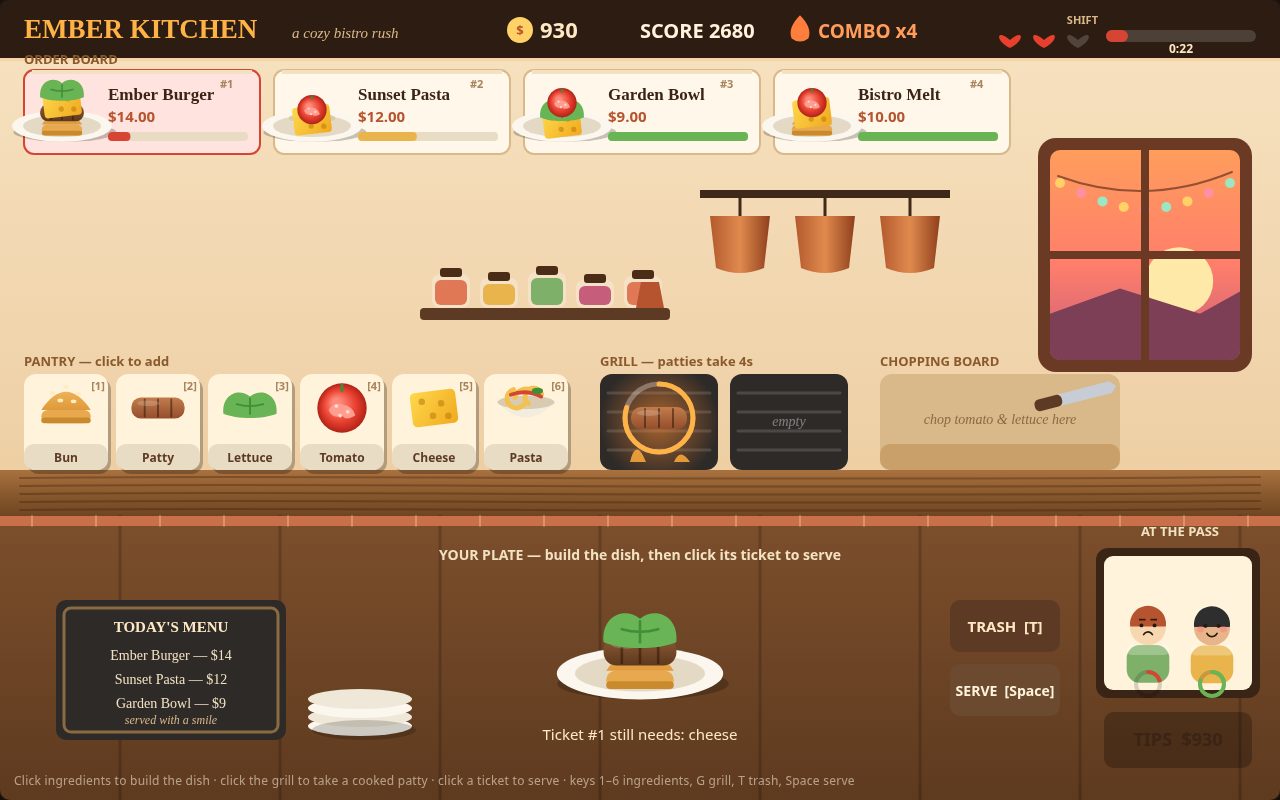 EMBER KITCHEN
a cozy bistro rush
$ 930
SCORE 2680
COMBO x4
SHIFT
0:22
ORDER BOARD
Ember Burger
#1
$14.00
Sunset Pasta
#2
$12.00
Garden Bowl
#3
$9.00
Bistro Melt
#4
$10.00
PANTRY — click to add
GRILL — patties take 4s
CHOPPING BOARD
[1]
[2]
[3]
[4]
[5]
[6]
Bun
Patty
Lettuce
Tomato
Cheese
Pasta
empty
chop tomato & lettuce here
AT THE PASS
YOUR PLATE — build the dish, then click its ticket to serve
TODAY'S MENU
Ember Burger — $14
Sunset Pasta — $12
Garden Bowl — $9
served with a smile
TRASH [T]
SERVE [Space]
Ticket #1 still needs: cheese
TIPS $930
Click ingredients to build the dish · click the grill to take a cooked patty · click a ticket to serve · keys 1–6 ingredients, G grill, T trash, Space serve